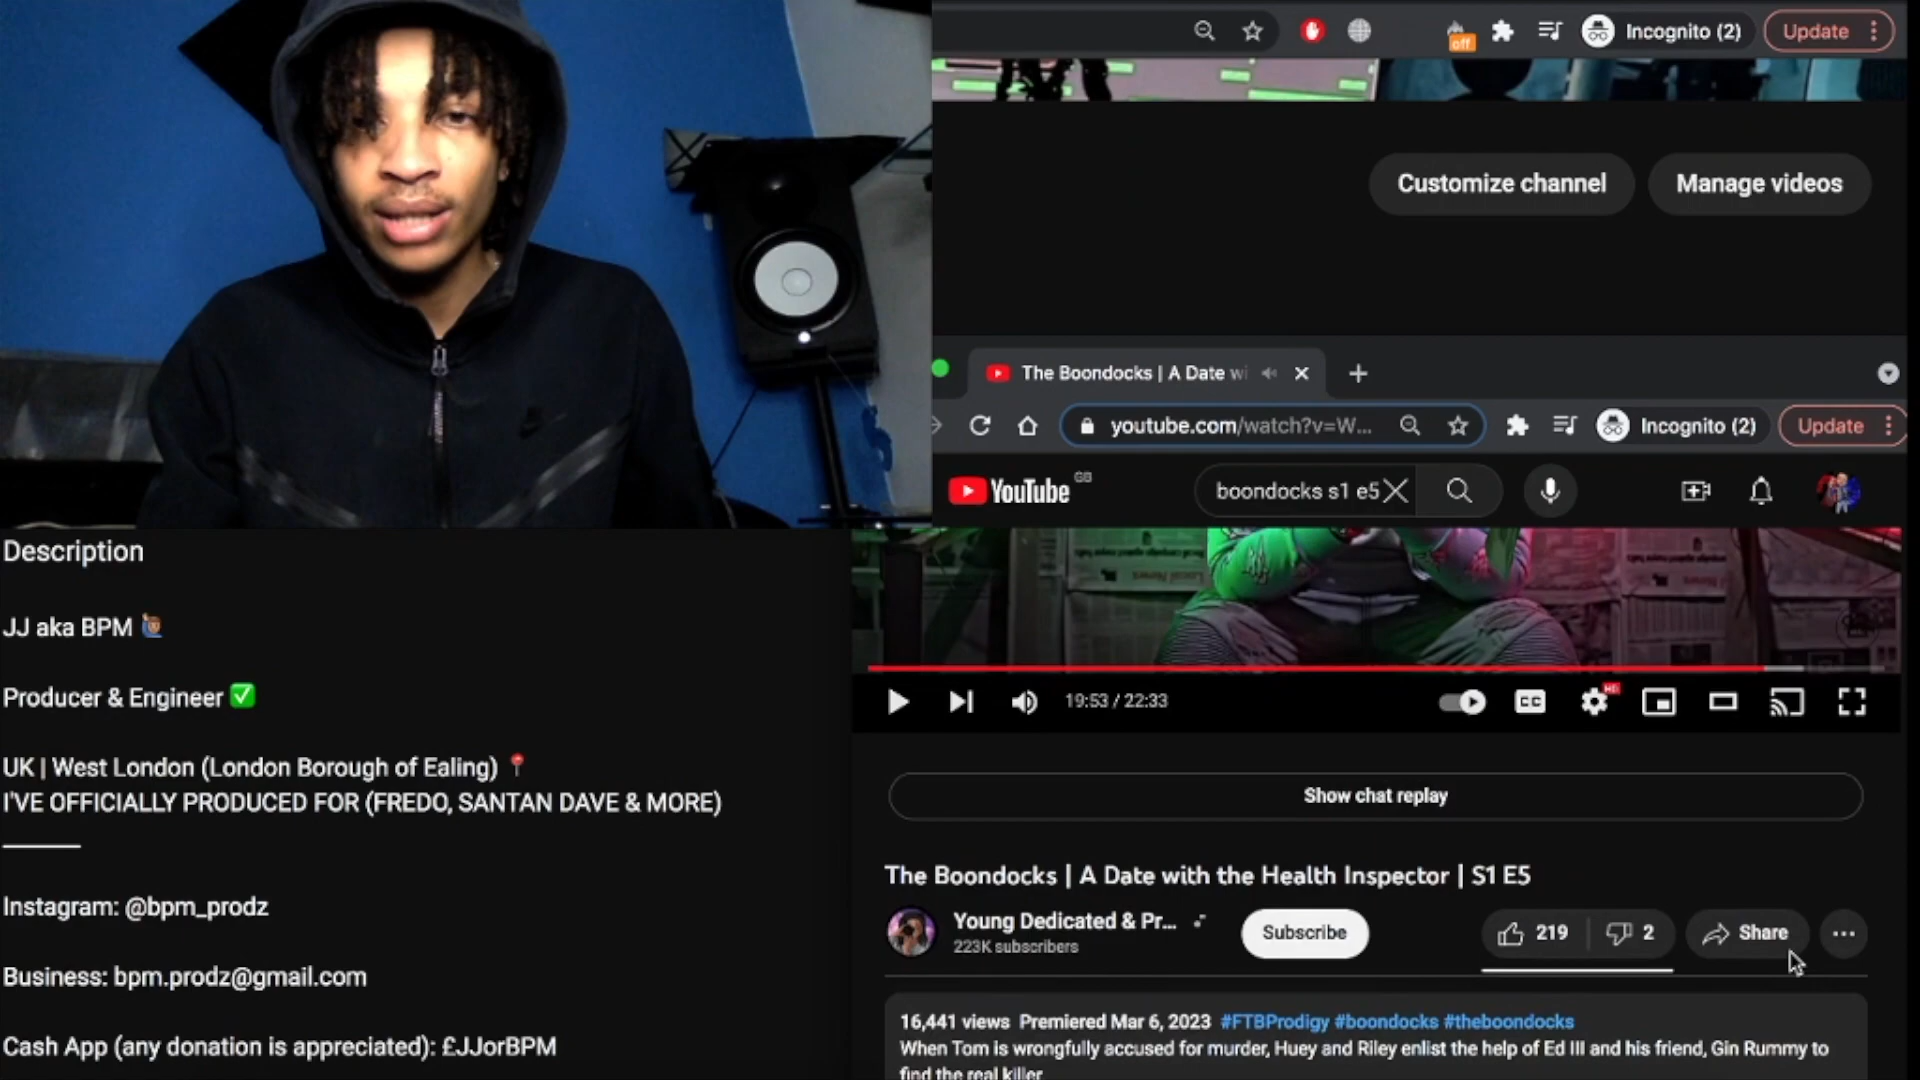 off
Incognito (2)
Update
Customize channel
Manage videos
The Boondocks | A Date wi
youtube.com/watch?v=W...
Incognito (2)
Update
YouTube GB
boondocks s1 e5
Description
JJ aka BPM 🙋🏽‍♂️
Producer & Engineer ✅
UK | West London (London Borough of Ealing) 📍
I'VE OFFICIALLY PRODUCED FOR (FREDO, SANTAN DAVE & MORE)
Instagram: @bpm_prodz
Business: bpm.prodz@gmail.com
Cash App (any donation is appreciated): £JJorBPM
19:53 / 22:33
CC
HD
Show chat replay
The Boondocks | A Date with the Health Inspector | S1 E5
Young Dedicated & Pr...
223K subscribers
Subscribe
219
2
Share
16,441 views Premiered Mar 6, 2023 #FTBProdigy #boondocks #theboondocks
When Tom is wrongfully accused for murder, Huey and Riley enlist the help of Ed III and his friend, Gin Rummy to
find the real killer